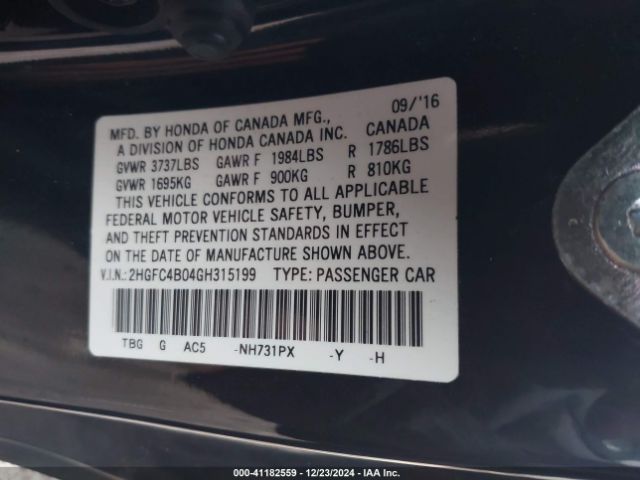 09/'16
MFD. BY HONDA OF CANADA MFG., CANADA
A DIVISION OF HONDA CANADA INC.
GVWR 3737LBS GAWR F 1984LBS R 1786LBS
GVWR 1695KG GAWR F 900KG R 810KG
THIS VEHICLE CONFORMS TO ALL APPLICABLE
FEDERAL MOTOR VEHICLE SAFETY, BUMPER,
AND THEFT PREVENTION STANDARDS IN EFFECT
ON THE DATE OF MANUFACTURE SHOWN ABOVE.
V.I.N.: 2HGFC4B04GH315199 TYPE: PASSENGER CAR
TBG G AC5 -NH731PX -Y -H
000-41182559 - 12/23/2024 - IAA Inc.